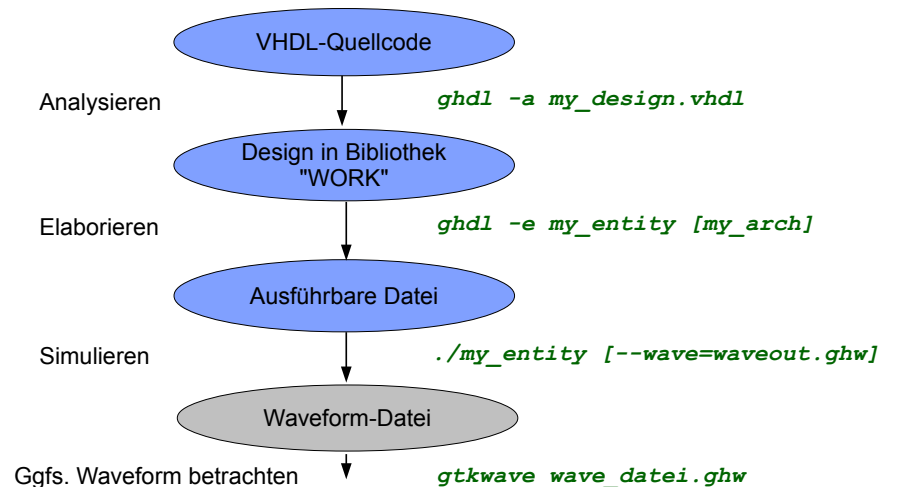 VHDL-Quellcode
Analysieren
ghdl -a my_design.vhdl
Design in Bibliothek
"WORK"
Elaborieren
ghdl -e my_entity [my_arch]
Ausführbare Datei
Simulieren
./my_entity [--wave=waveout.ghw]
Waveform-Datei
Ggfs. Waveform betrachten
gtkwave wave_datei.ghw